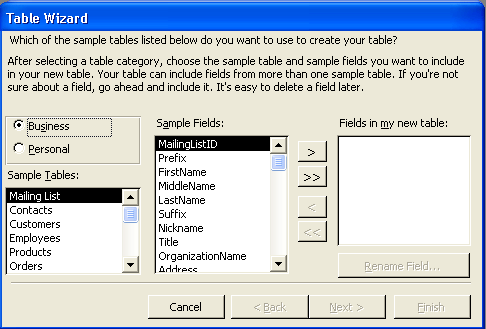 Table Wizard
Which of the sample tables listed below do you want to use to create your table?
After selecting a table category, choose the sample table and sample fields you want to include
in your new table. Your table can include fields from more than one sample table. If you're not
sure about a field, go ahead and include it. It's easy to delete a field later.
Business
Personal
Sample Tables:
Mailing List
Contacts
Customers
Employees
Products
Orders
Sample Fields:
MailingListID
Prefix
FirstName
MiddleName
LastName
Suffix
Nickname
Title
OrganizationName
Address
>
>>
<
<<
Fields in my new table:
Rename Field...
Cancel
< Back
Next >
Finish